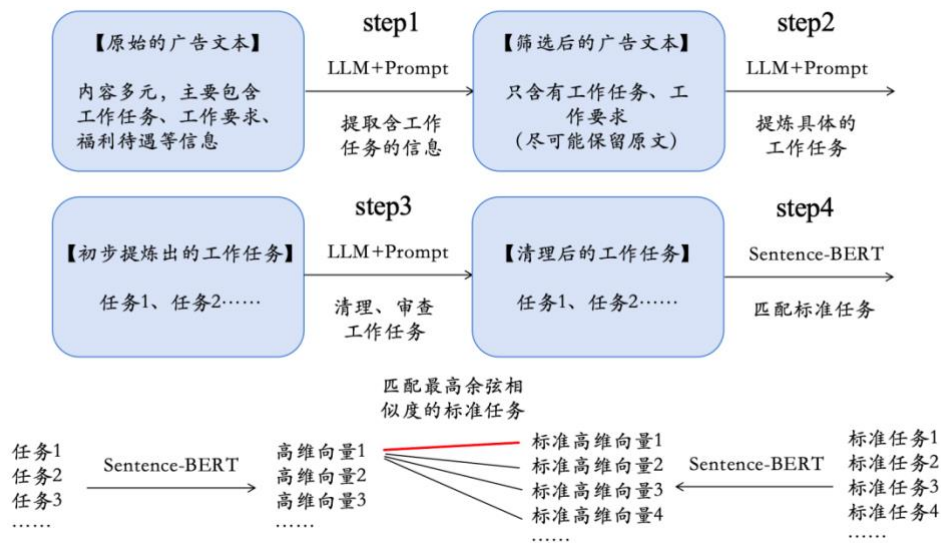 step1
step2
【原始的广告文本】
内容多元，主要包含
工作任务、工作要求、
福利待遇等信息
LLM+Prompt
提取含工作
任务的信息
【筛选后的广告文本】
只含有工作任务、工
作要求
（尽可能保留原文）
LLM+Prompt
提炼具体的
工作任务
step3
step4
【初步提炼出的工作任务】
任务1、任务2……
LLM+Prompt
清理、审查
工作任务
【清理后的工作任务】
任务1、任务2……
Sentence-BERT
匹配标准任务
匹配最高余弦相
似度的标准任务
任务1
任务2
任务3
……
Sentence-BERT
高维向量1
高维向量2
高维向量3
……
标准高维向量1
标准高维向量2
标准高维向量3
标准高维向量4
……
Sentence-BERT
标准任务1
标准任务2
标准任务3
标准任务4
……